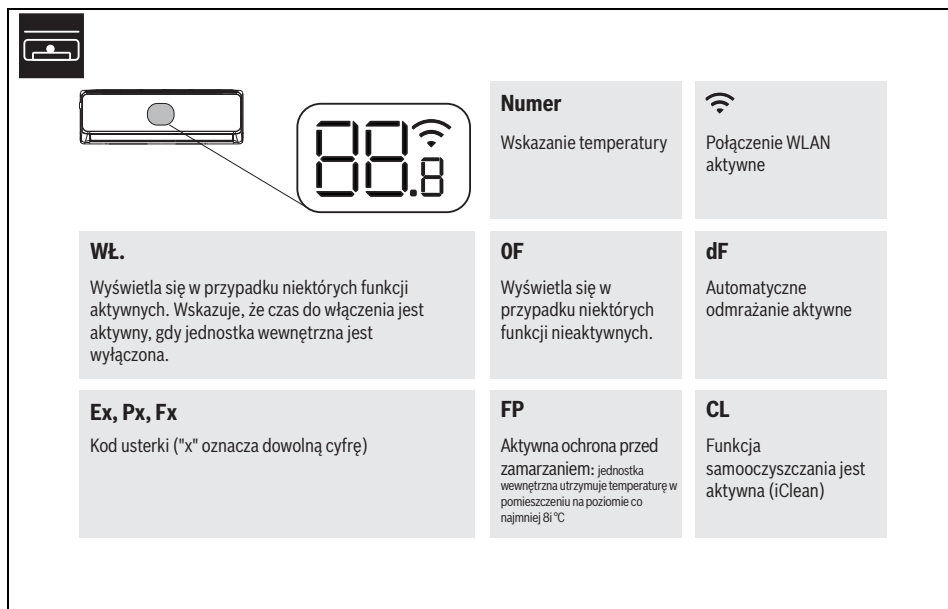 88.8
Numer
Wskazanie temperatury
Połączenie WLAN
aktywne
WŁ.
Wyświetla się w przypadku niektórych funkcji
aktywnych. Wskazuje, że czas do włączenia jest
aktywny, gdy jednostka wewnętrzna jest
wyłączona.
0F
Wyświetla się w
przypadku niektórych
funkcji nieaktywnych.
dF
Automatyczne
odmrażanie aktywne
Ex, Px, Fx
Kod usterki ("x" oznacza dowolną cyfrę)
FP
Aktywna ochrona przed
zamarzaniem: jednostka
wewnętrzna utrzymuje temperaturę w
pomieszczeniu na poziomie co
najmniej 8i °C
CL
Funkcja
samooczyszczania jest
aktywna (iClean)